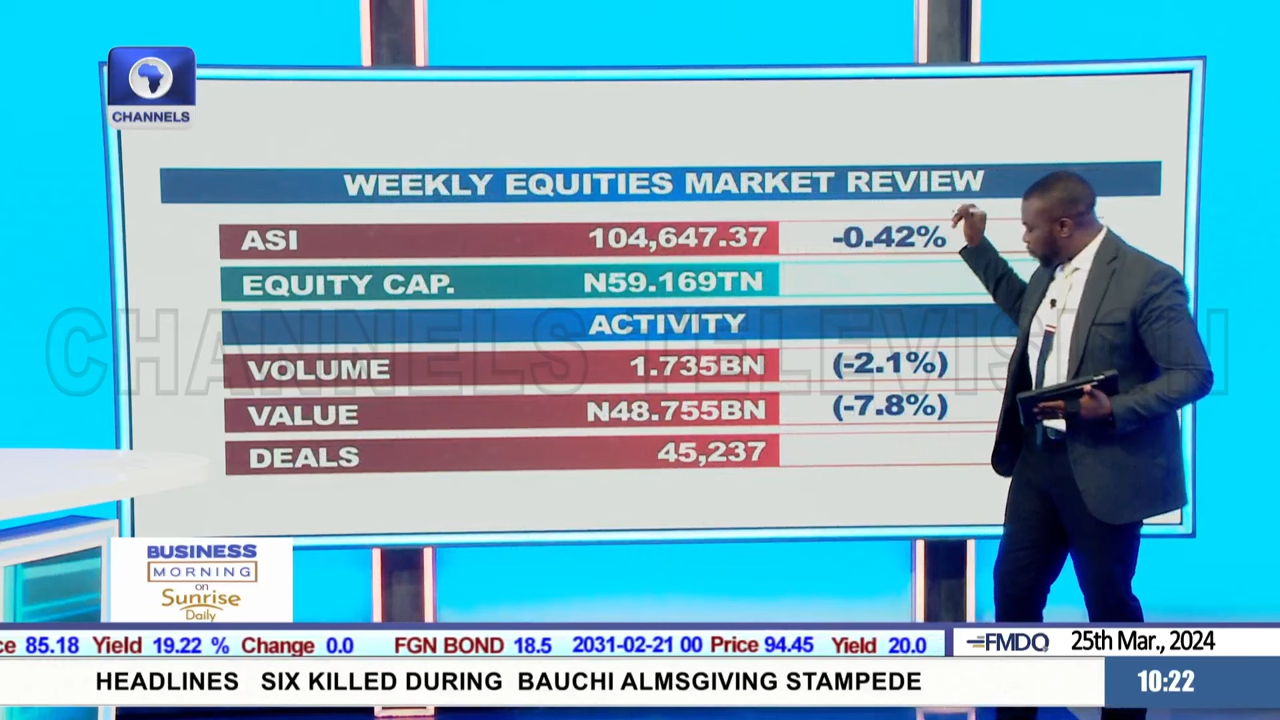 CHANNELS
WEEKLY EQUITIES MARKET REVIEW
ASI 104,647.37 -0.42%
EQUITY CAP. N59.169TN
ACTIVITY
VOLUME 1.735BN (-2.1%)
VALUE N48.755BN (-7.8%)
DEALS 45,237
CHANNELS TELEVISION
BUSINESS
MORNING
on
Sunrise
Daily
ce 85.18 Yield 19.22 % Change 0.0 FGN BOND 18.5 2031-02-21 00 Price 94.45 Yield 20.0
FMDQ 25th Mar., 2024
HEADLINES SIX KILLED DURING BAUCHI ALMSGIVING STAMPEDE
10:22